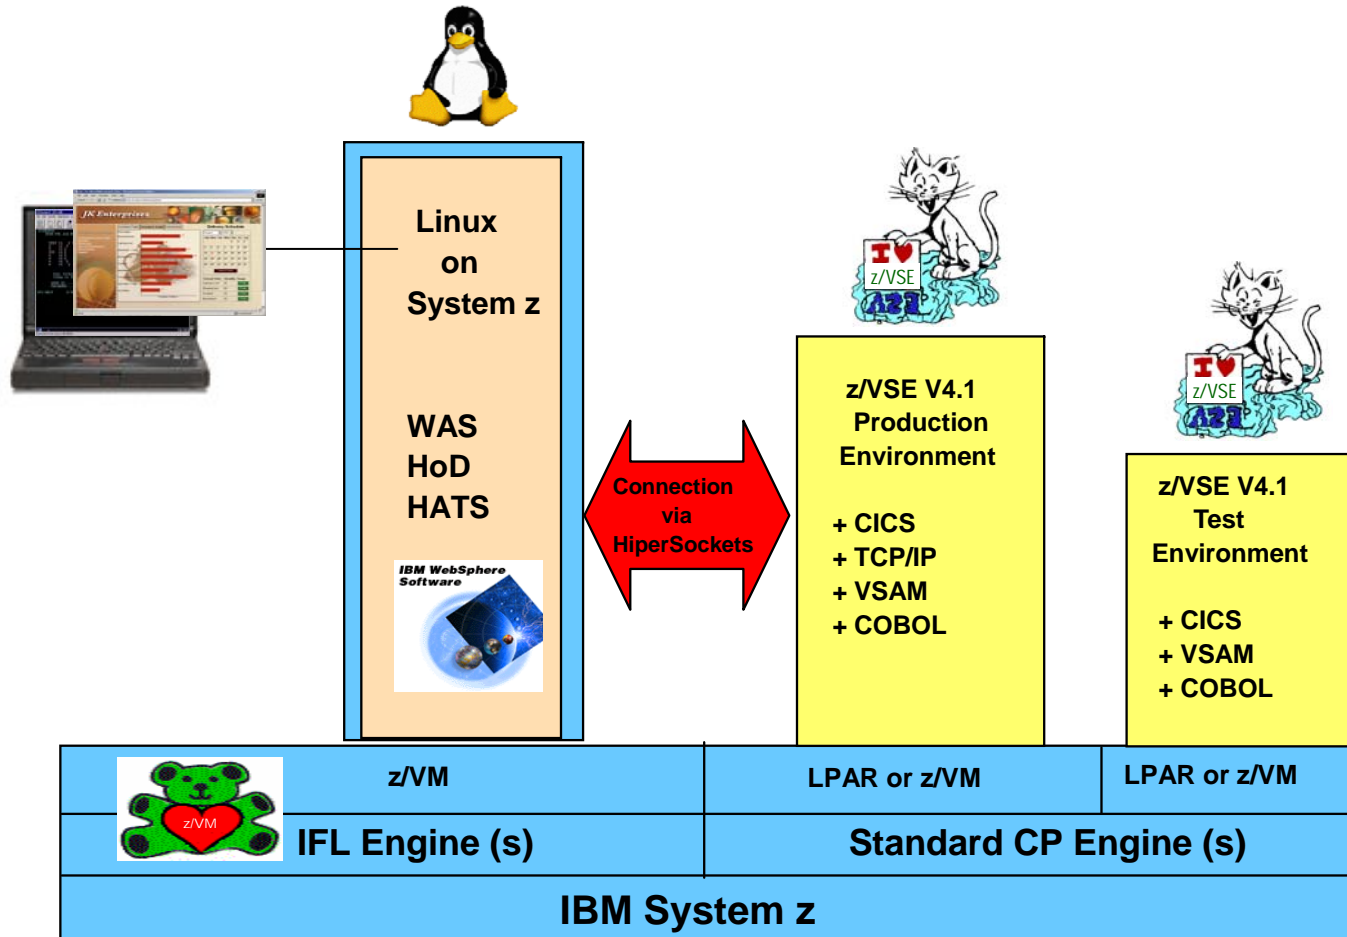 JK Enterprises
Linux
on
System z
WAS
HoD
HATS
IBM WebSphere
Software
Connection
via
HiperSockets
I
z/VSE
z/VSE V4.1
Production
Environment
+ CICS
+ TCP/IP
+ VSAM
+ COBOL
I
z/VSE
z/VSE V4.1
Test
Environment
+ CICS
+ VSAM
+ COBOL
z/VM
z/VM
LPAR or z/VM
LPAR or z/VM
IFL Engine (s)
Standard CP Engine (s)
IBM System z